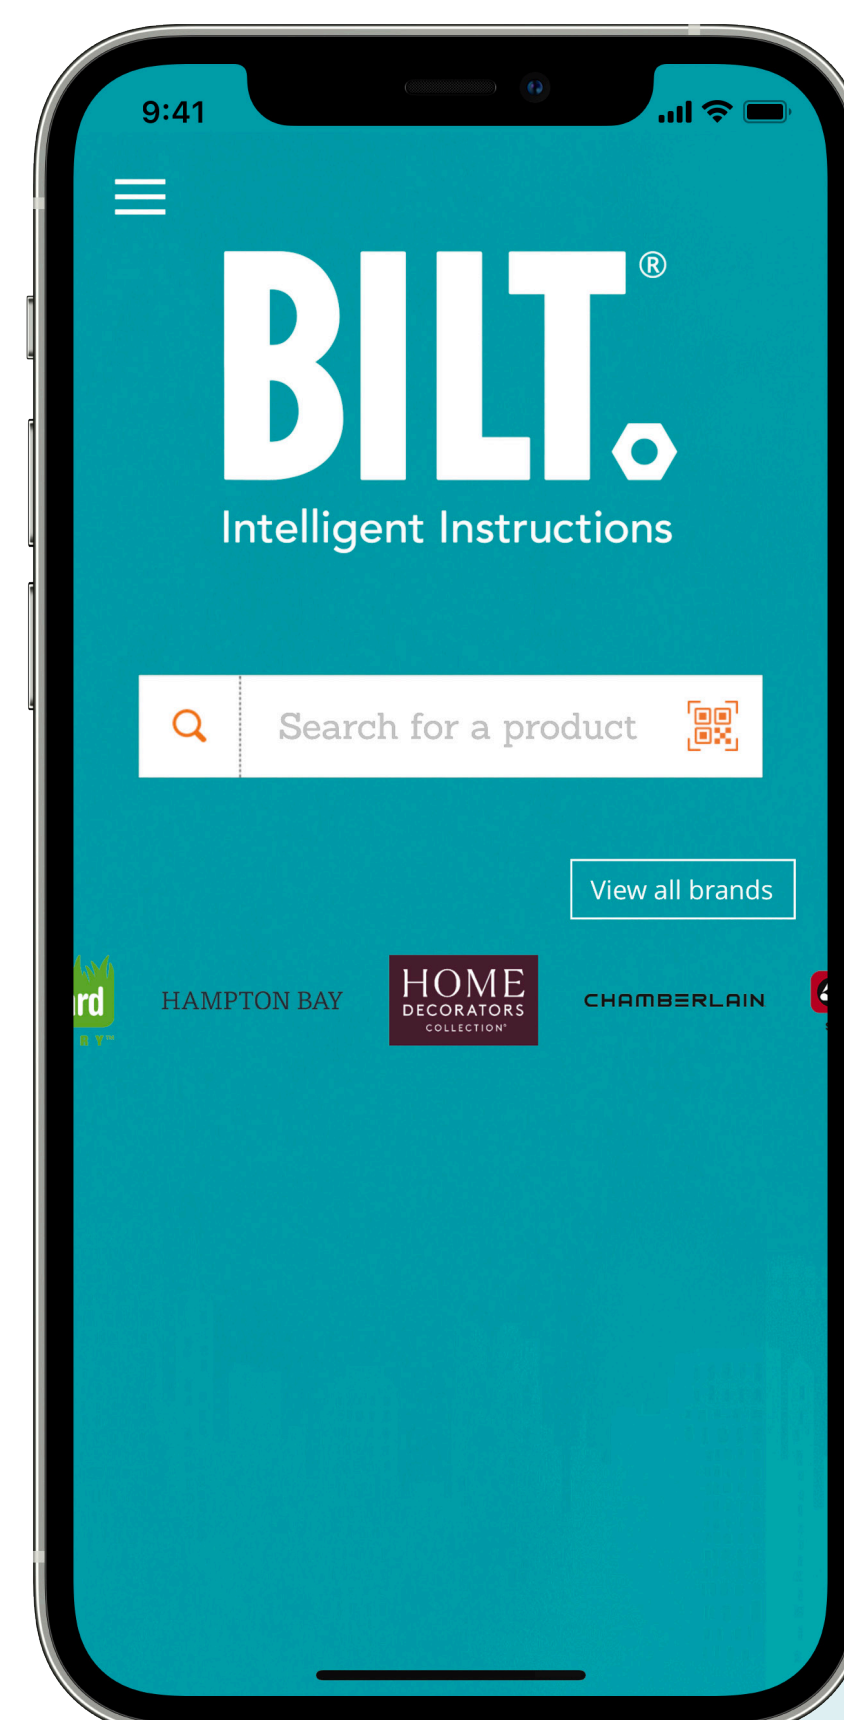 9:41
BILT.®
Intelligent Instructions
Search for a product
View all brands
HAMPTON BAY
HOME
DECORATORS
COLLECTION®
CHAMBERLAIN